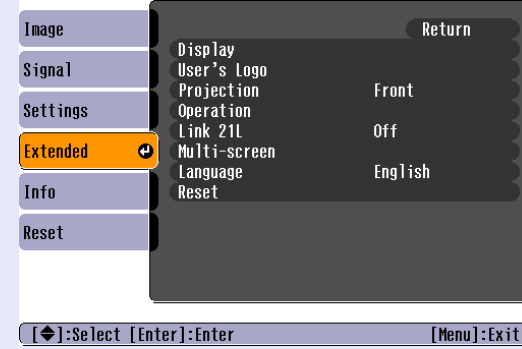 Image
Signal
Settings
Extended
Info
Reset
Return
Display
User's Logo
Projection Front
Operation
Link 21L Off
Multi-screen
Language English
Reset
[◆]:Select [Enter]:Enter [Menu]:Exit